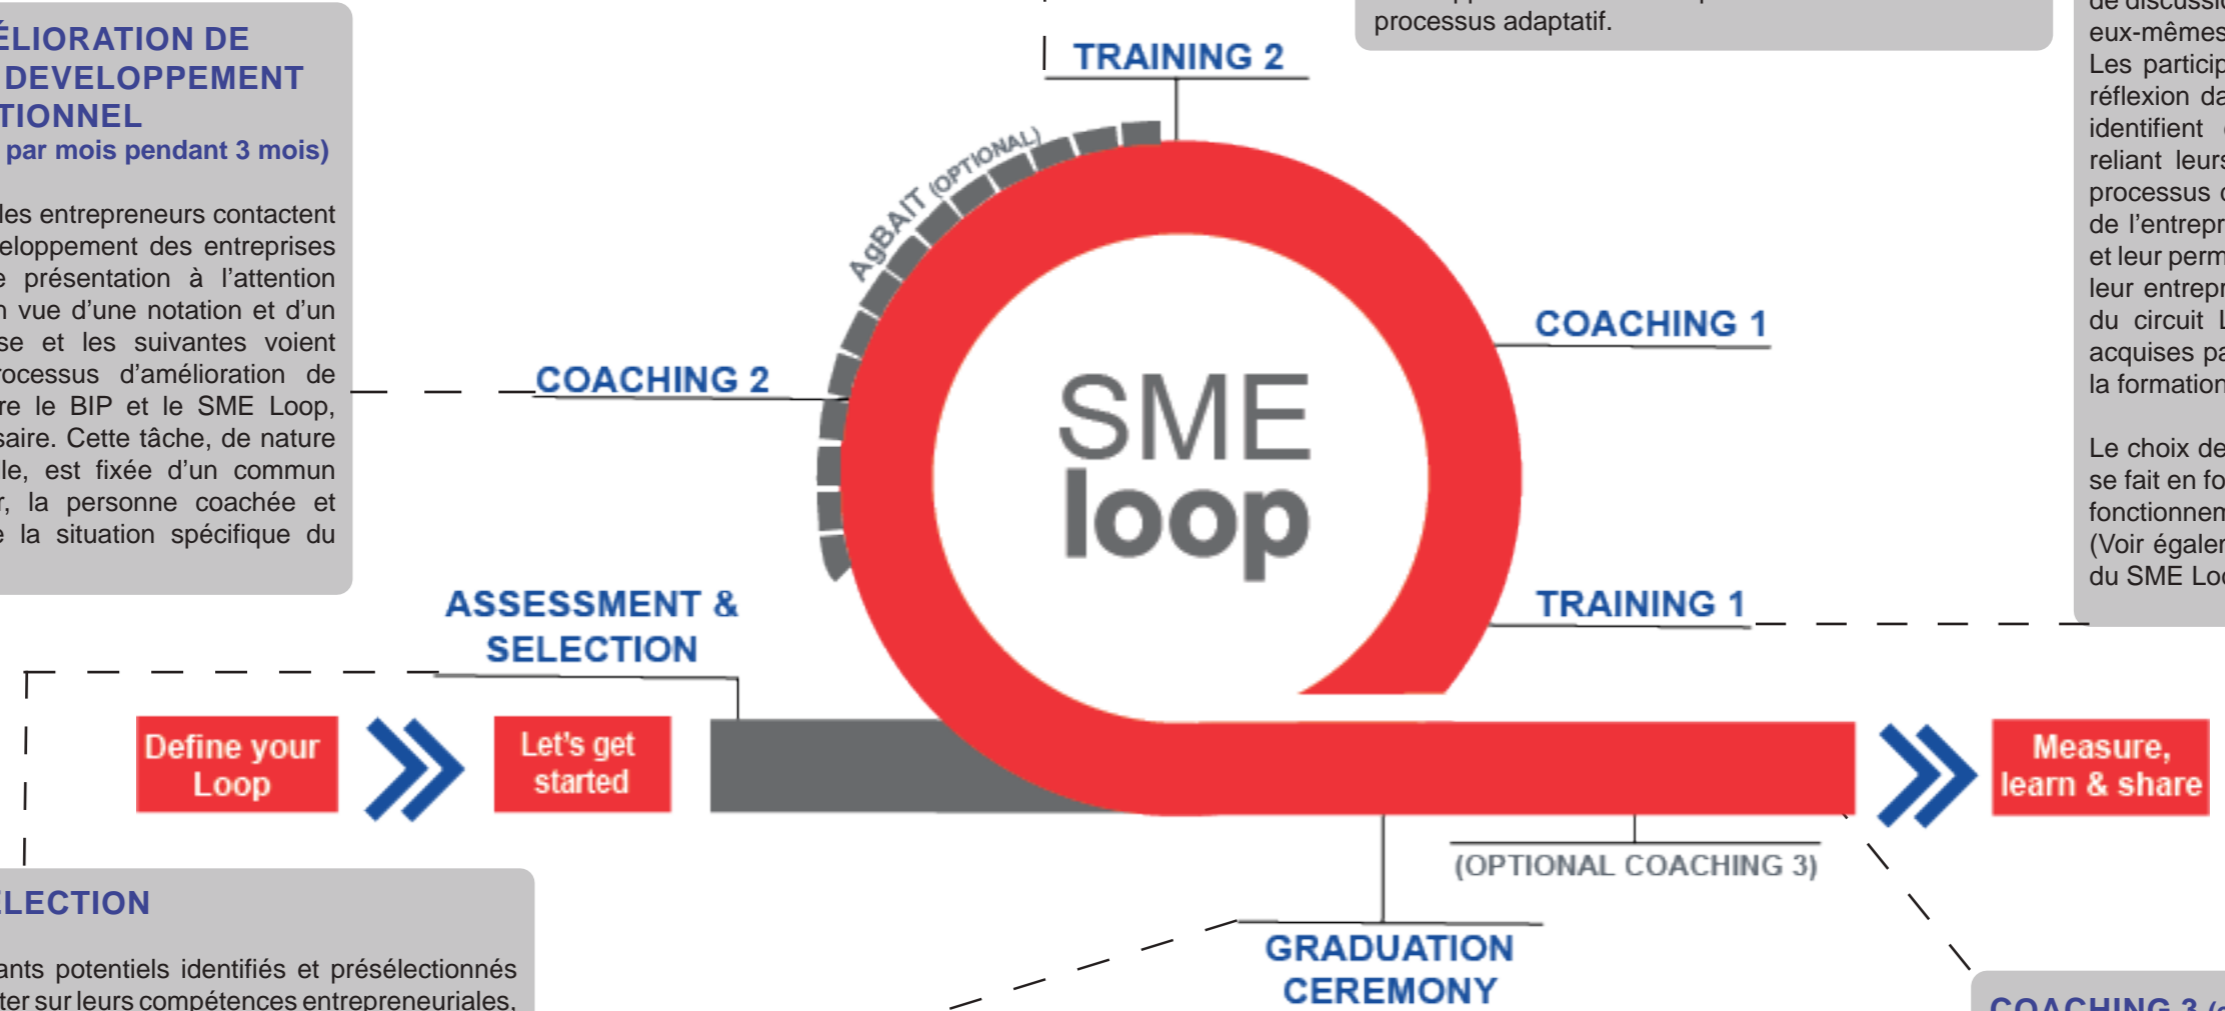 ÉLIORATION DE
DEVELOPPEMENT
TIONNEL
par mois pendant 3 mois)
les entrepreneurs contactent
eloppement des entreprises
e présentation à l’attention
n vue d’une notation et d’un
se et les suivantes voient
rocessus d’amélioration de
re le BIP et le SME Loop,
saire. Cette tâche, de nature
le, est fixée d’un commun
r, la personne coachée et
e la situation spécifique du
processus adaptatif.
TRAINING 2
AgBAIT (OPTIONAL)
COACHING 1
COACHING 2
SME
loop
TRAINING 1
ASSESSMENT &
SELECTION
Define your
Loop
Let's get
started
Measure,
learn & share
(OPTIONAL COACHING 3)
GRADUATION
CEREMONY
de discussion
eux-mêmes
Les particip
réflexion da
identifient
reliant leurs
processus
de l’entrepr
et leur perm
leur entrepr
du circuit L
acquises pa
la formation
Le choix de
se fait en fo
fonctionnem
(Voir égaler
du SME Loo
ÉLECTION
ants potentiels identifiés et présélectionnés
ter sur leurs compétences entrepreneuriales,
COACHING 3